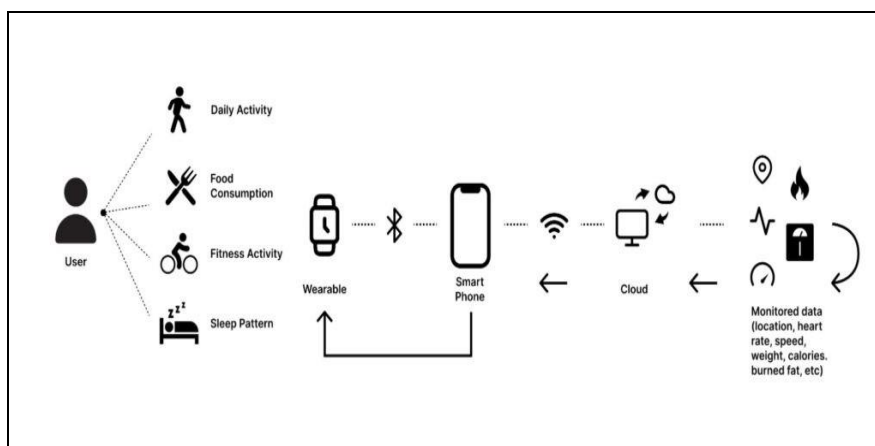 Daily Activity
Food
Consumption
User
Fitness Activity
Sleep Pattern
zzz
Wearable
Smart
Phone
Cloud
Monitored data
(location, heart
rate, speed,
weight, calories.
burned fat, etc)